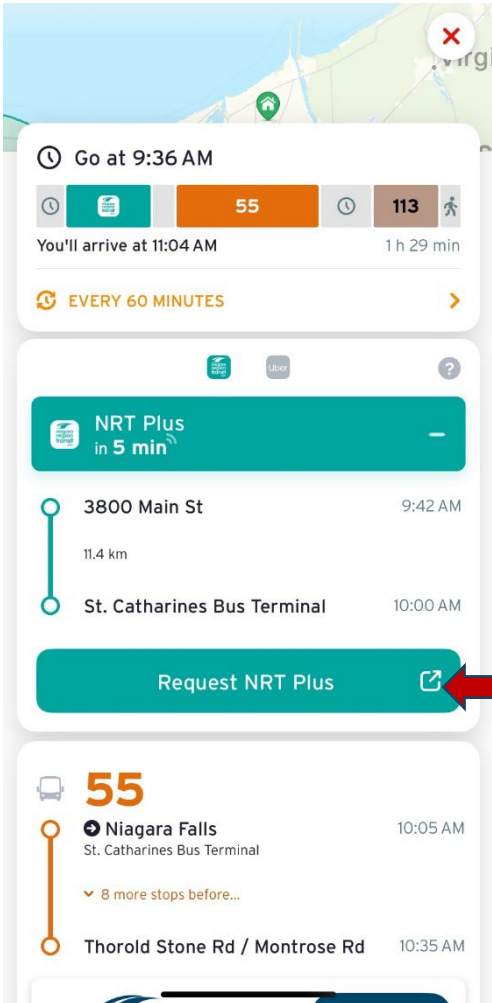 Virgi
Go at 9:36 AM
55 113
You'll arrive at 11:04 AM 1 h 29 min
EVERY 60 MINUTES
Uber ?
NRT Plus
in 5 min
3800 Main St 9:42 AM
11.4 km
St. Catharines Bus Terminal 10:00 AM
Request NRT Plus
55
Niagara Falls 10:05 AM
St. Catharines Bus Terminal
8 more stops before...
Thorold Stone Rd / Montrose Rd 10:35 AM